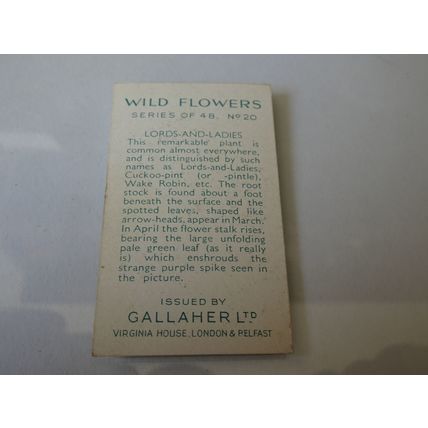 WILD FLOWERS
SERIES OF 48. Nº 20
LORDS-AND-LADIES
This remarkable plant is
common almost everywhere,
and is distinguished by such
names as Lords-and-Ladies,
Cuckoo-pint (or -pintle),
Wake Robin, etc. The root
stock is found about a foot
beneath the surface and the
spotted leaves, shaped like
arrow-heads, appear in March.
In April the flower stalk rises,
bearing the large unfolding
pale green leaf (as it really
is) which enshrouds the
strange purple spike seen in
the picture.
ISSUED BY
GALLAHER LTD
VIRGINIA HOUSE, LONDON & BELFAST